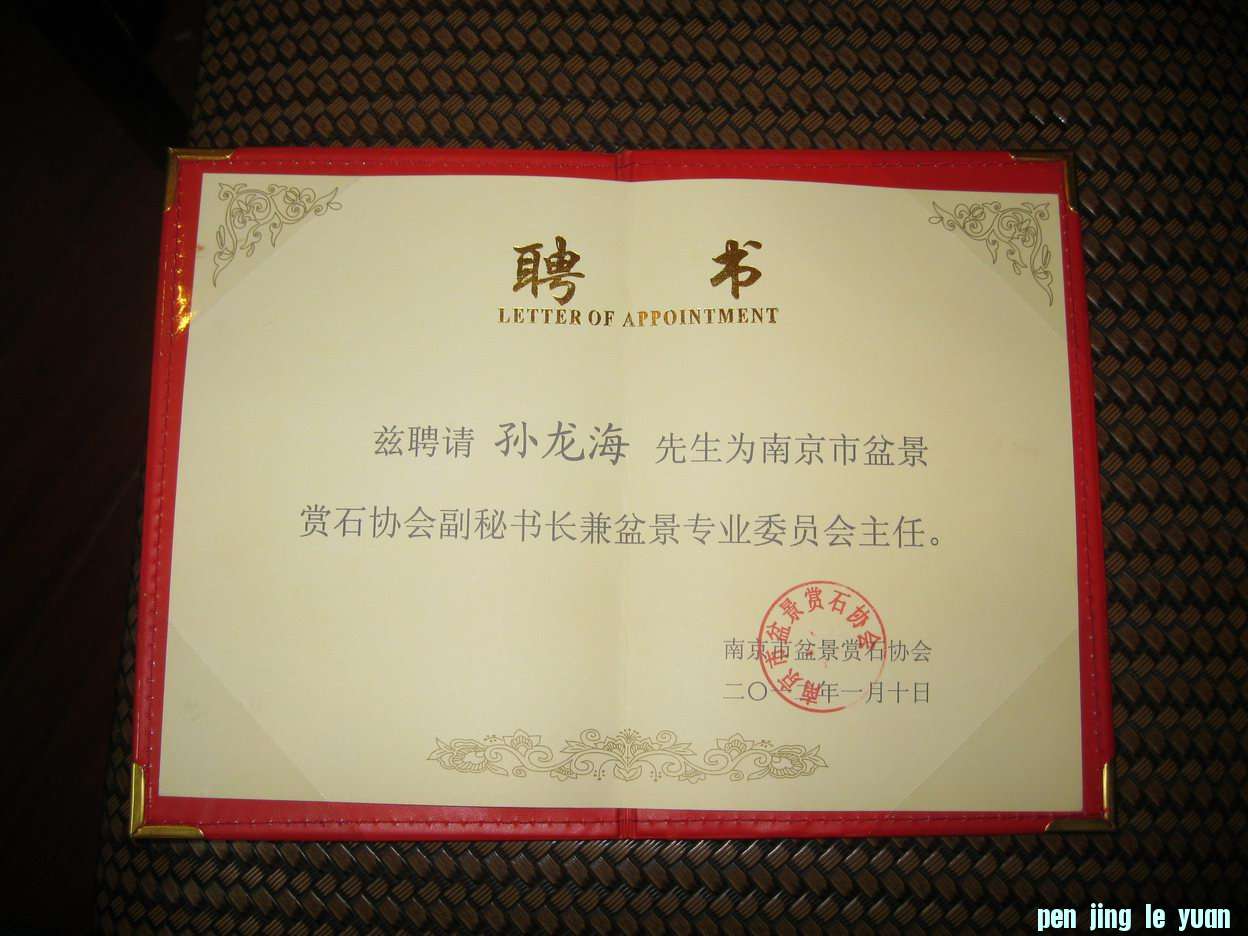 聘 书
LETTER OF APPOINTMENT
兹聘请 孙龙海 先生为南京市盆景
赏石协会副秘书长兼盆景专业委员会主任。
南京市盆景赏石协会
南京市盆景赏石协会
二〇一二年一月十日
pen jing le yuan